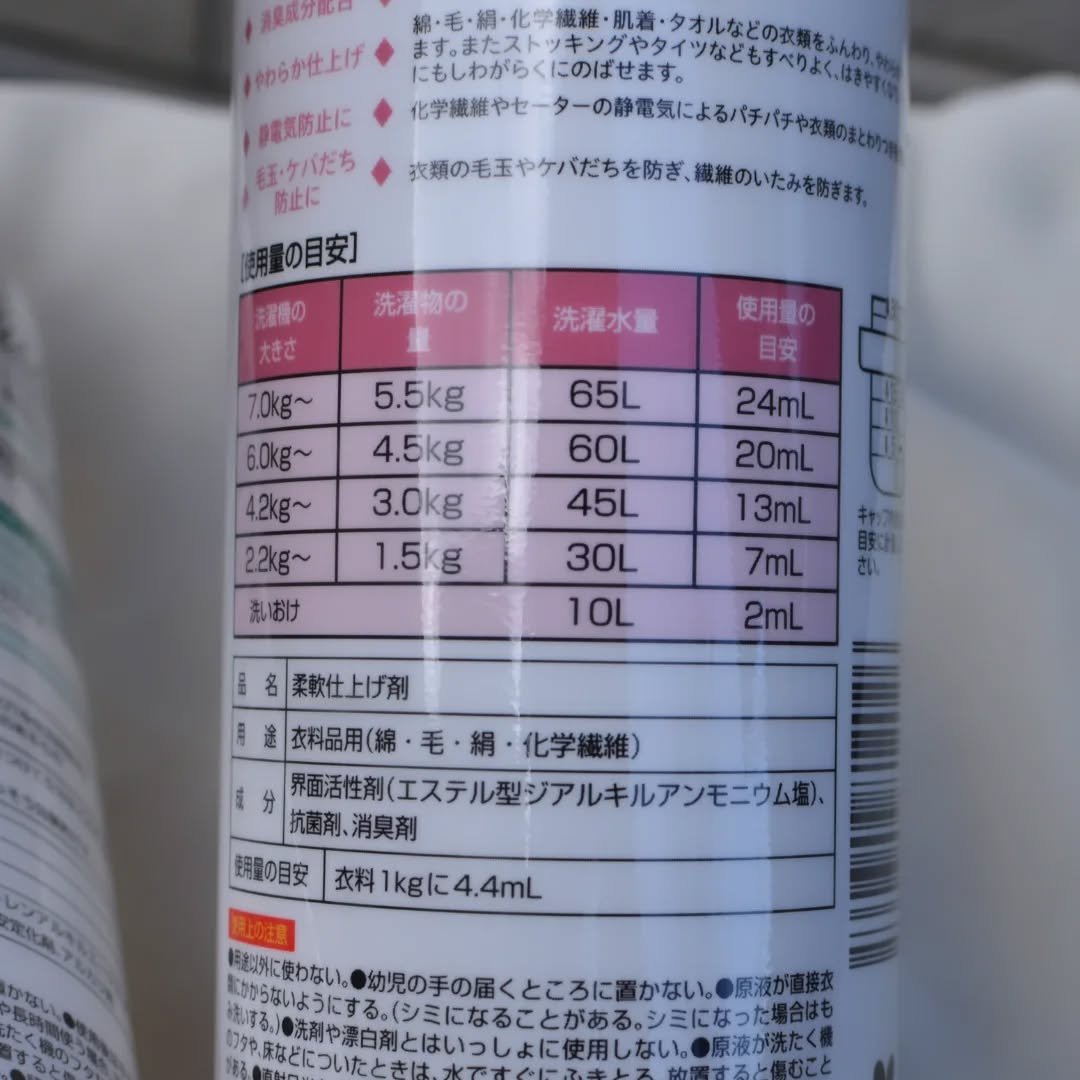 消臭成分配合
綿・毛・絹・化学繊維・肌着・タオルなどの衣類をふんわり、やわらか
やわらか仕上げ
ます。またストッキングやタイツなどもすべりよく、はきやすく
にもしわがらくにのばせます。
静電気防止に
化学繊維やセーターの静電気によるパチパチや衣類のまとわりつき
毛玉・ケバだち
防止に
衣類の毛玉やケバだちを防ぎ、繊維のいたみを防ぎます。
[使用量の目安]
洗濯機の大きさ 洗濯物の量 洗濯水量 使用量の目安
7.0kg〜 5.5kg 65L 24mL
6.0kg〜 4.5kg 60L 20mL
4.2kg〜 3.0kg 45L 13mL
2.2kg〜 1.5kg 30L 7mL
洗いおけ 10L 2mL
キャップ
目安に計
さい。
品名 柔軟仕上げ剤
用途 衣料品用(綿・毛・絹・化学繊維)
成分 界面活性剤(エステル型ジアルキルアンモニウム塩)、
抗菌剤、消臭剤
使用量の目安 衣料1kgに4.4mL
使用上の注意
●用途以外に使わない。●幼児の手の届くところに置かない。●原液が直接衣
類にかからないようにする。(シミになることがある。シミになった場合はも
み洗いする。)●洗剤や漂白剤とはいっしょに使用しない。●原液が洗たく機
のフタや、床などについたときは、水ですぐにふきとる。放置すると傷むこと
がある。